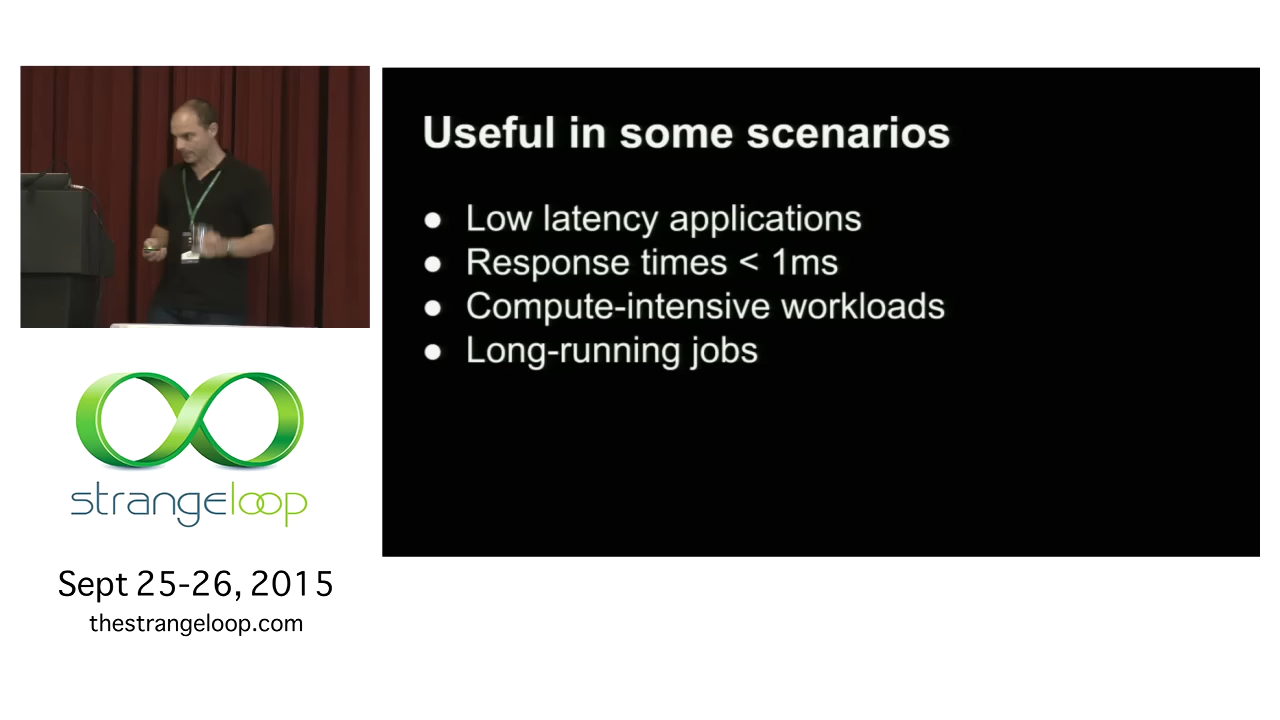 Useful in some scenarios
● Low latency applications
● Response times < 1ms
● Compute-intensive workloads
● Long-running jobs
strangeloop
Sept 25-26, 2015
thestrangeloop.com